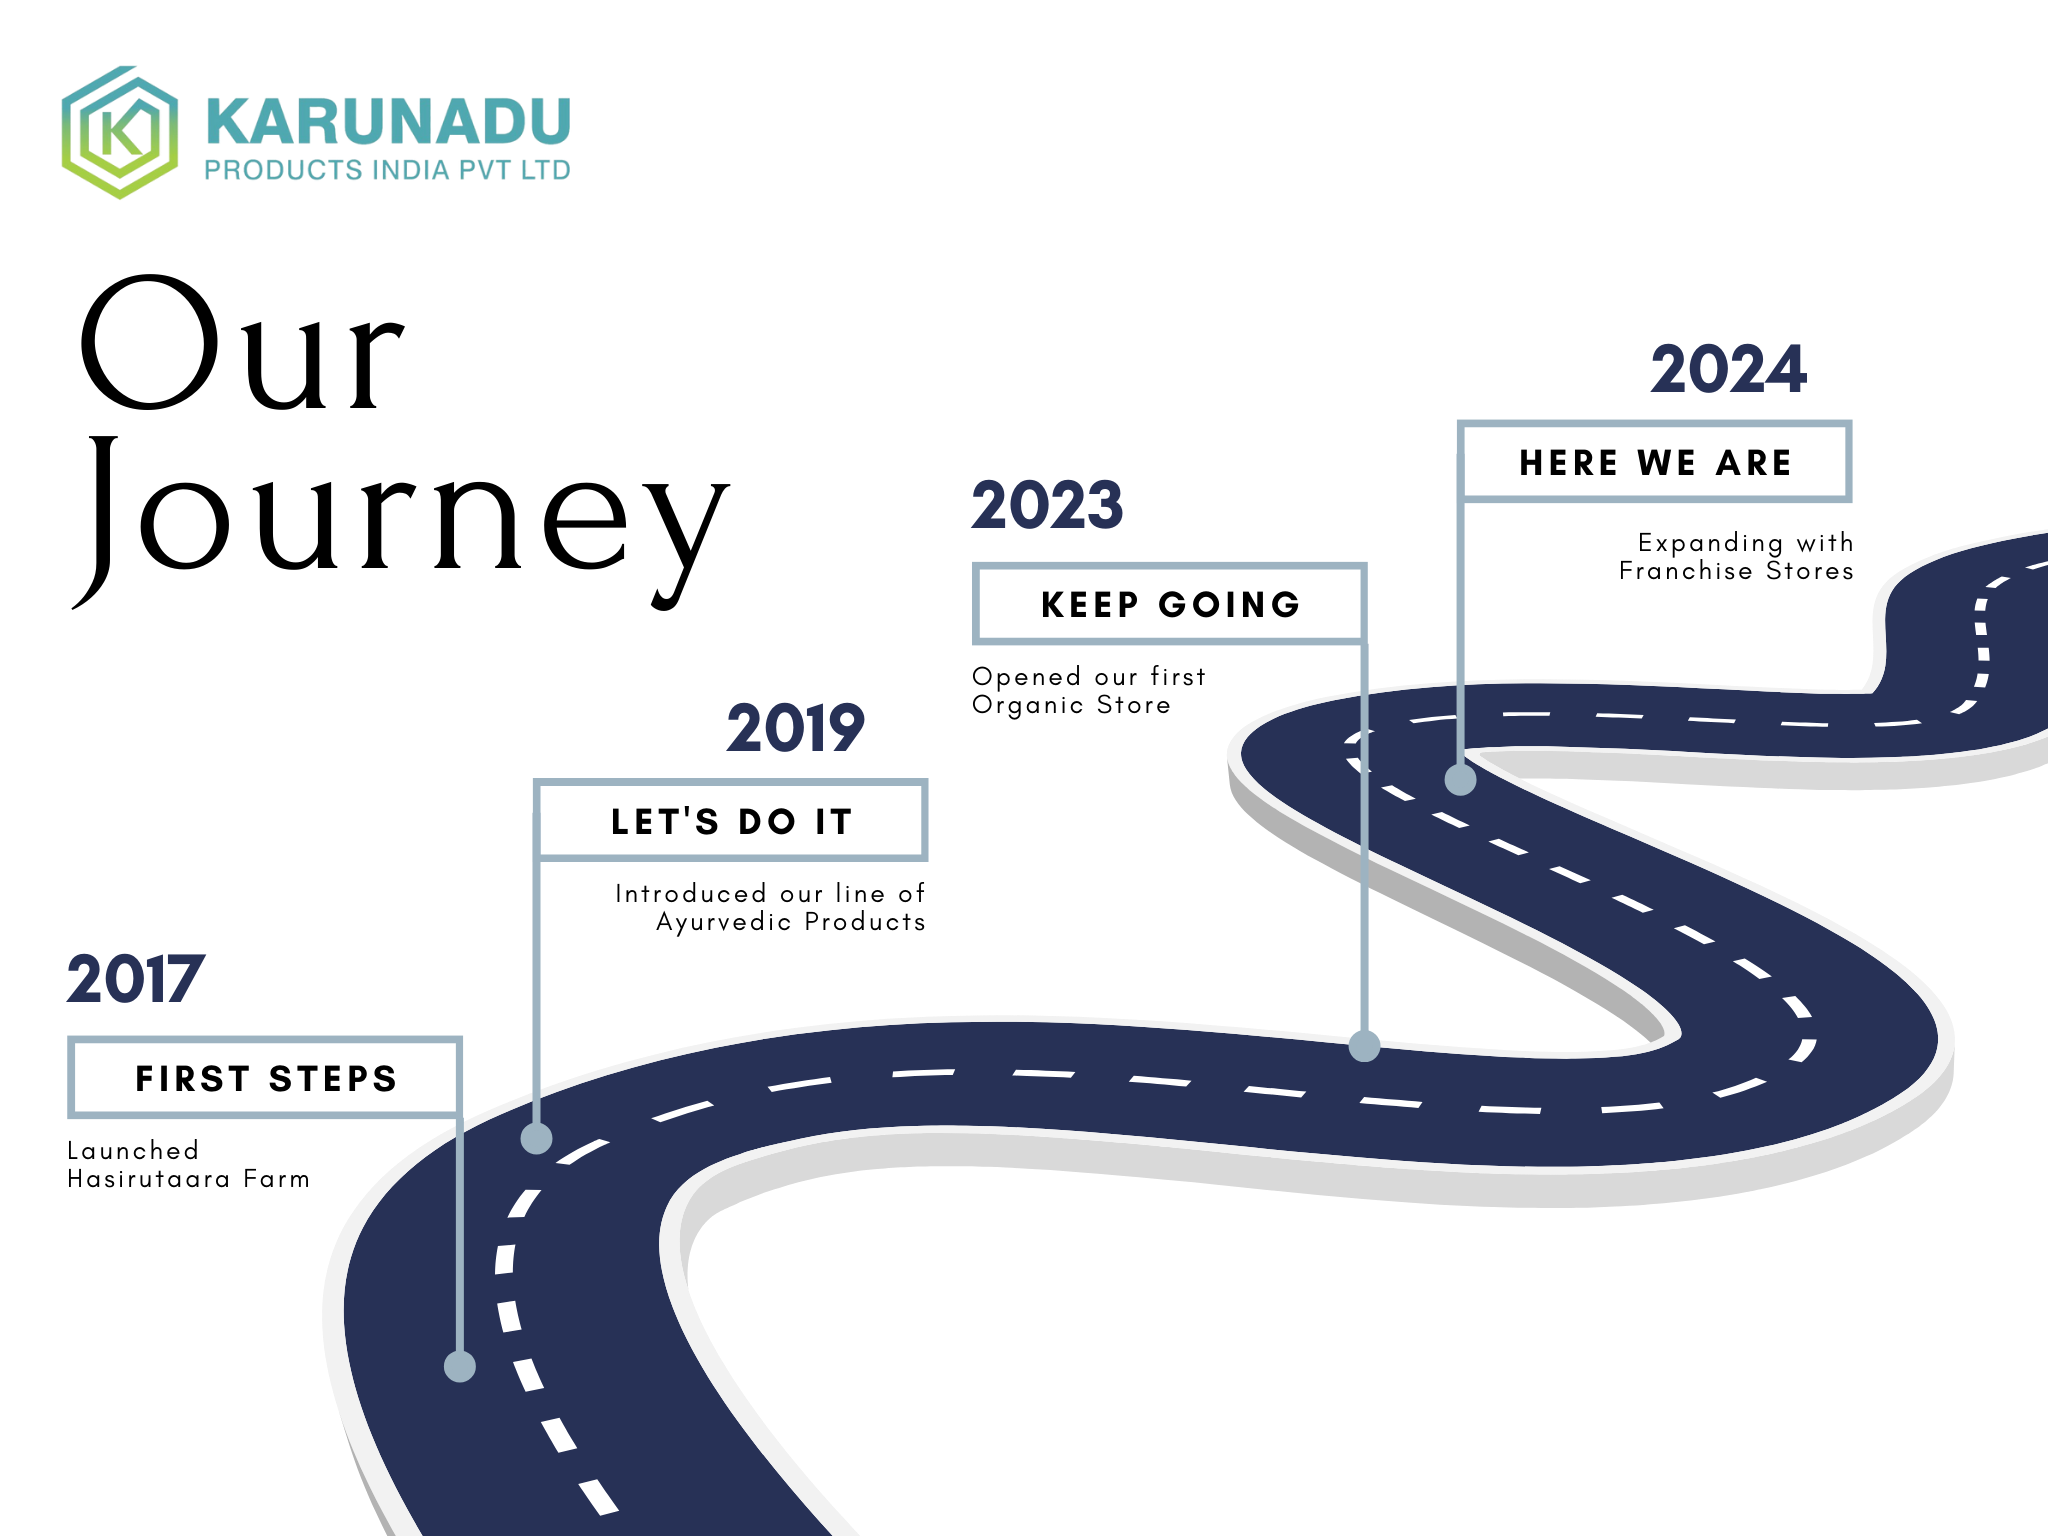 KARUNADU
PRODUCTS INDIA PVT LTD
Our
Journey
2017
FIRST STEPS
Launched
Hasirutaara Farm
2019
LET'S DO IT
Introduced our line of
Ayurvedic Products
2023
KEEP GOING
Opened our first
Organic Store
2024
HERE WE ARE
Expanding with
Franchise Stores